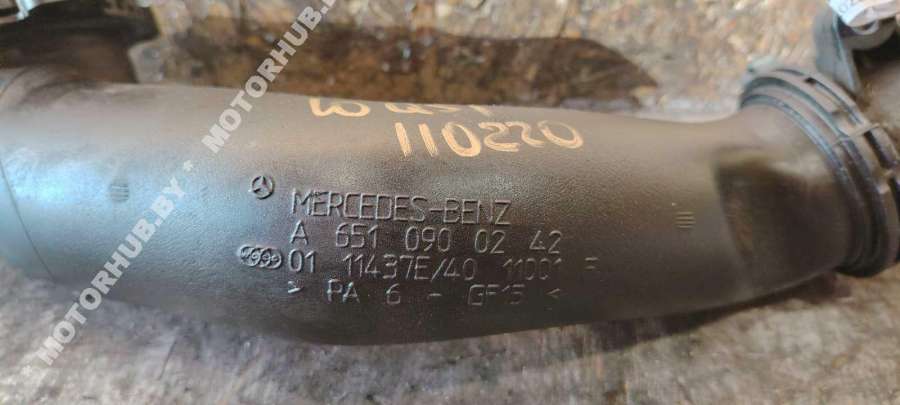 110220
MERCEDES-BENZ
A 651 090 02 42
01 11437E/40 11001
> PA 6 - GF15 <
* MOTORHUB.BY * MOTORHUB.BY